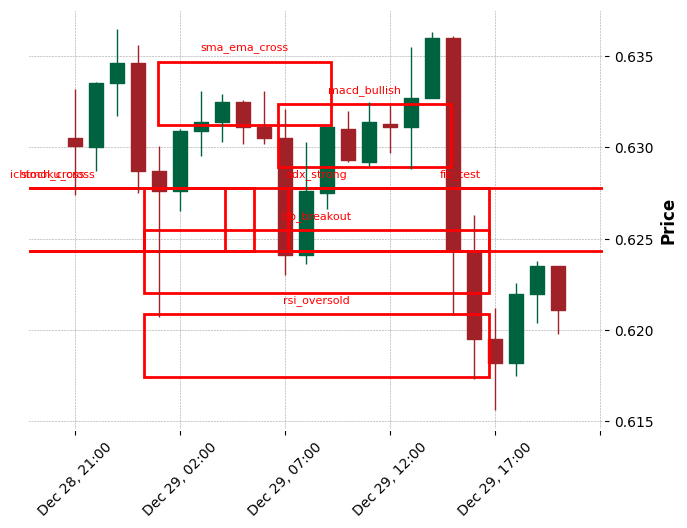 sma_ema_cross
macd_bullish
stoch_cross
adx_strong
fib_test
bb_breakout
rsi_oversold
0.635
0.630
0.625
0.620
0.615
Price
Dec 28, 21:00
Dec 29, 02:00
Dec 29, 07:00
Dec 29, 12:00
Dec 29, 17:00